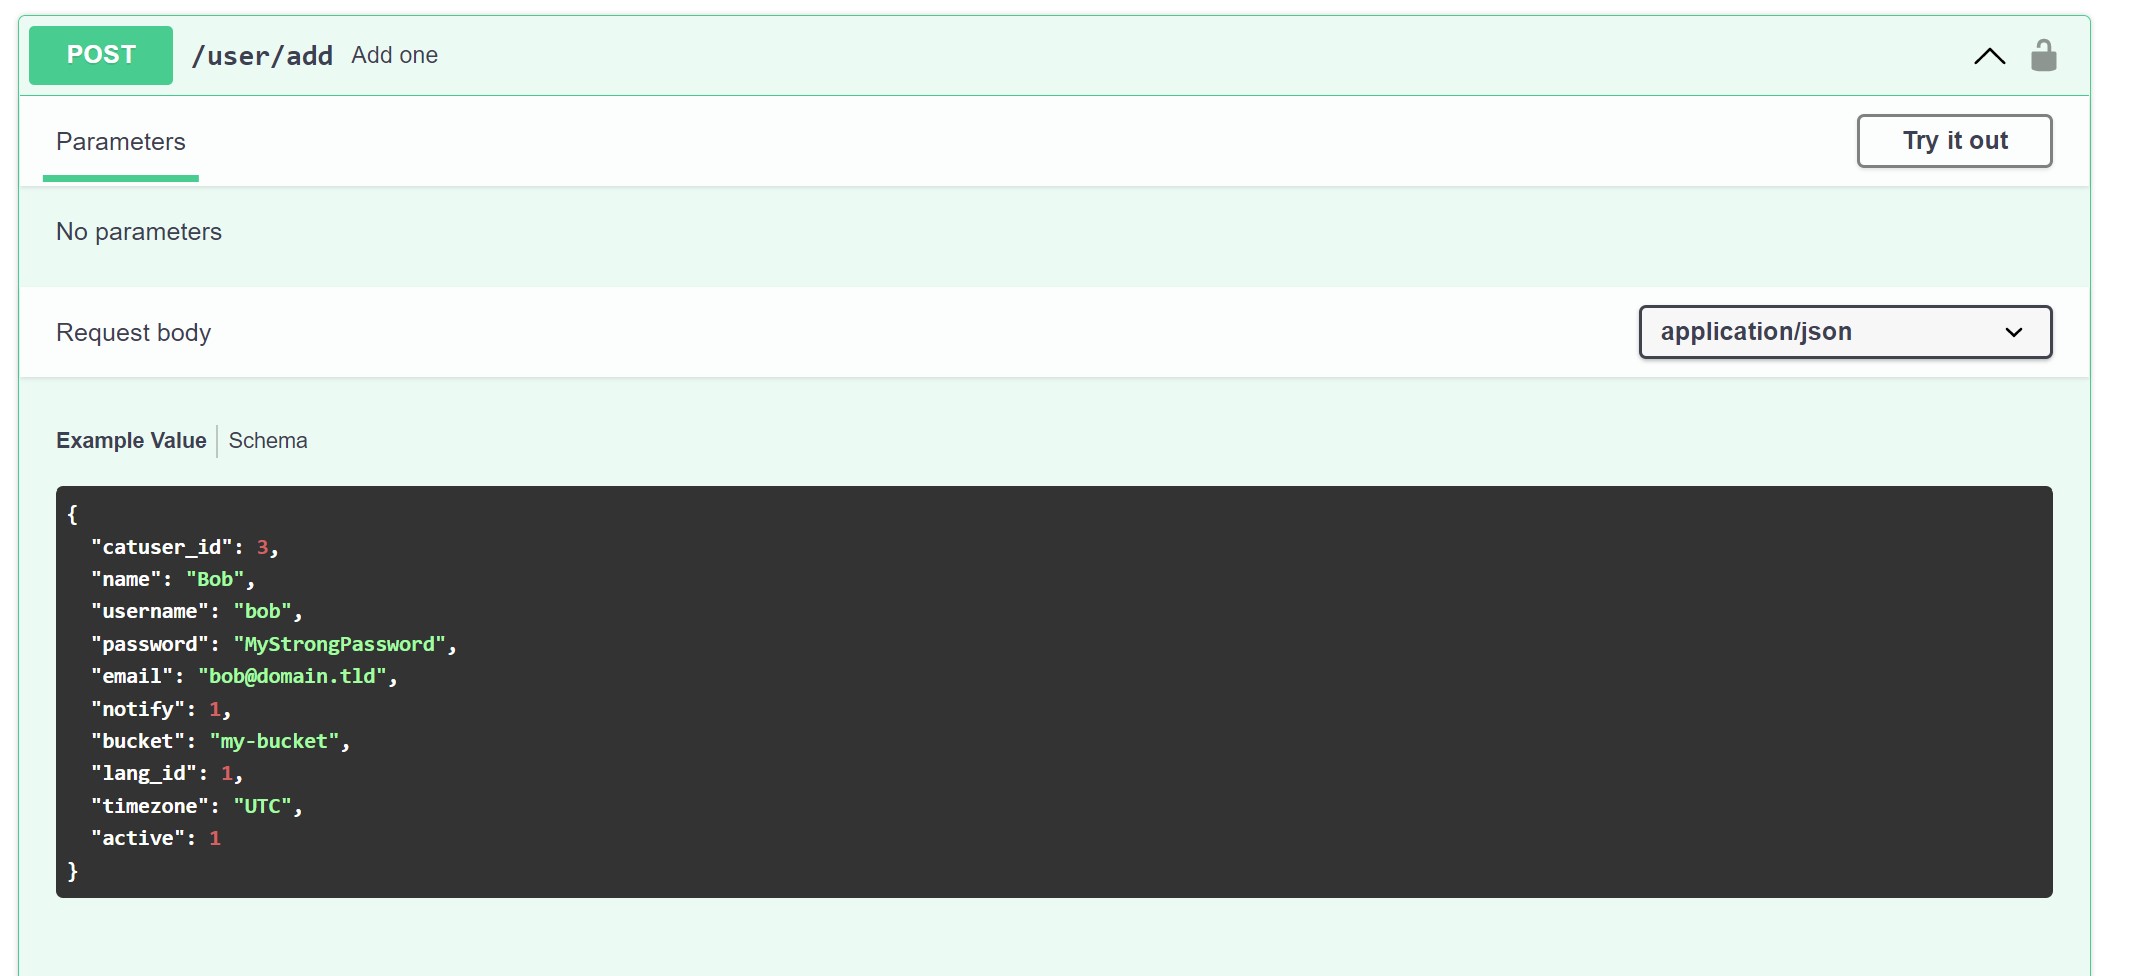 POST /user/add Add one
Parameters
Try it out
No parameters
Request body
application/json
Example Value | Schema
{
  "catuser_id": 3,
  "name": "Bob",
  "username": "bob",
  "password": "MyStrongPassword",
  "email": "bob@domain.tld",
  "notify": 1,
  "bucket": "my-bucket",
  "lang_id": 1,
  "timezone": "UTC",
  "active": 1
}